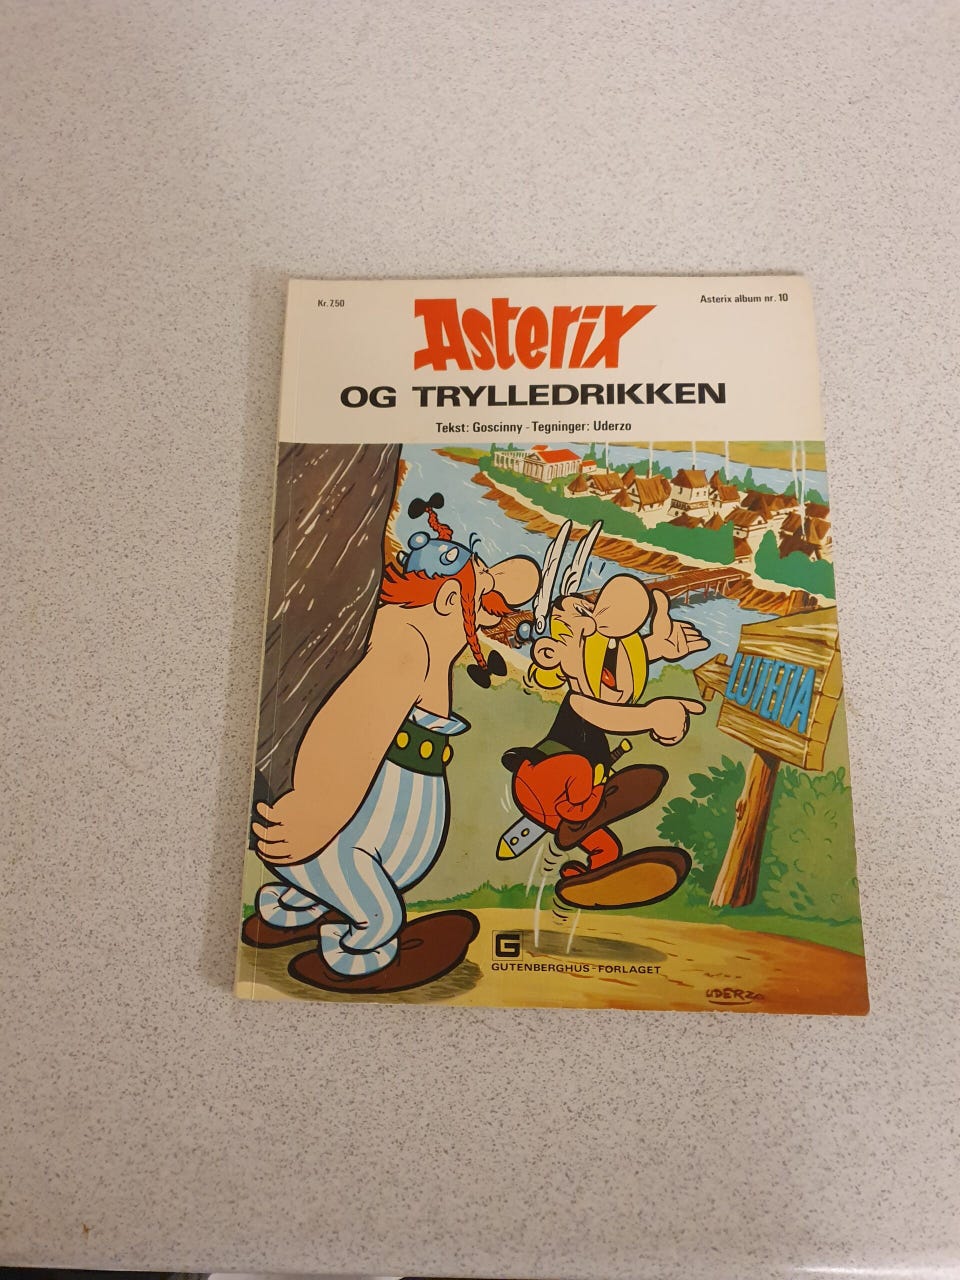 Kr. 7,50
Asterix album nr. 10
Asterix
OG TRYLLEDRIKKEN
Tekst: Goscinny - Tegninger: Uderzo
LUTETIA
G
GUTENBERGHUS-FORLAGET
UDERZO